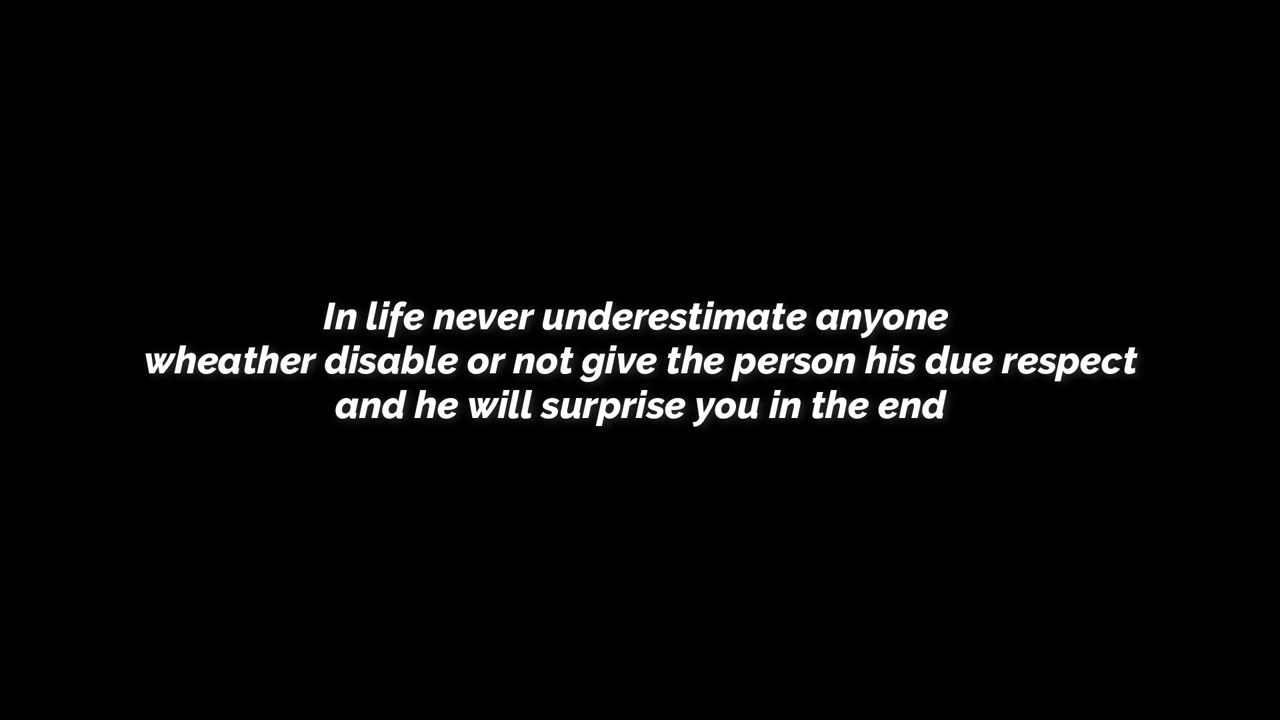 In life never underestimate anyone
wheather disable or not give the person his due respect
and he will surprise you in the end